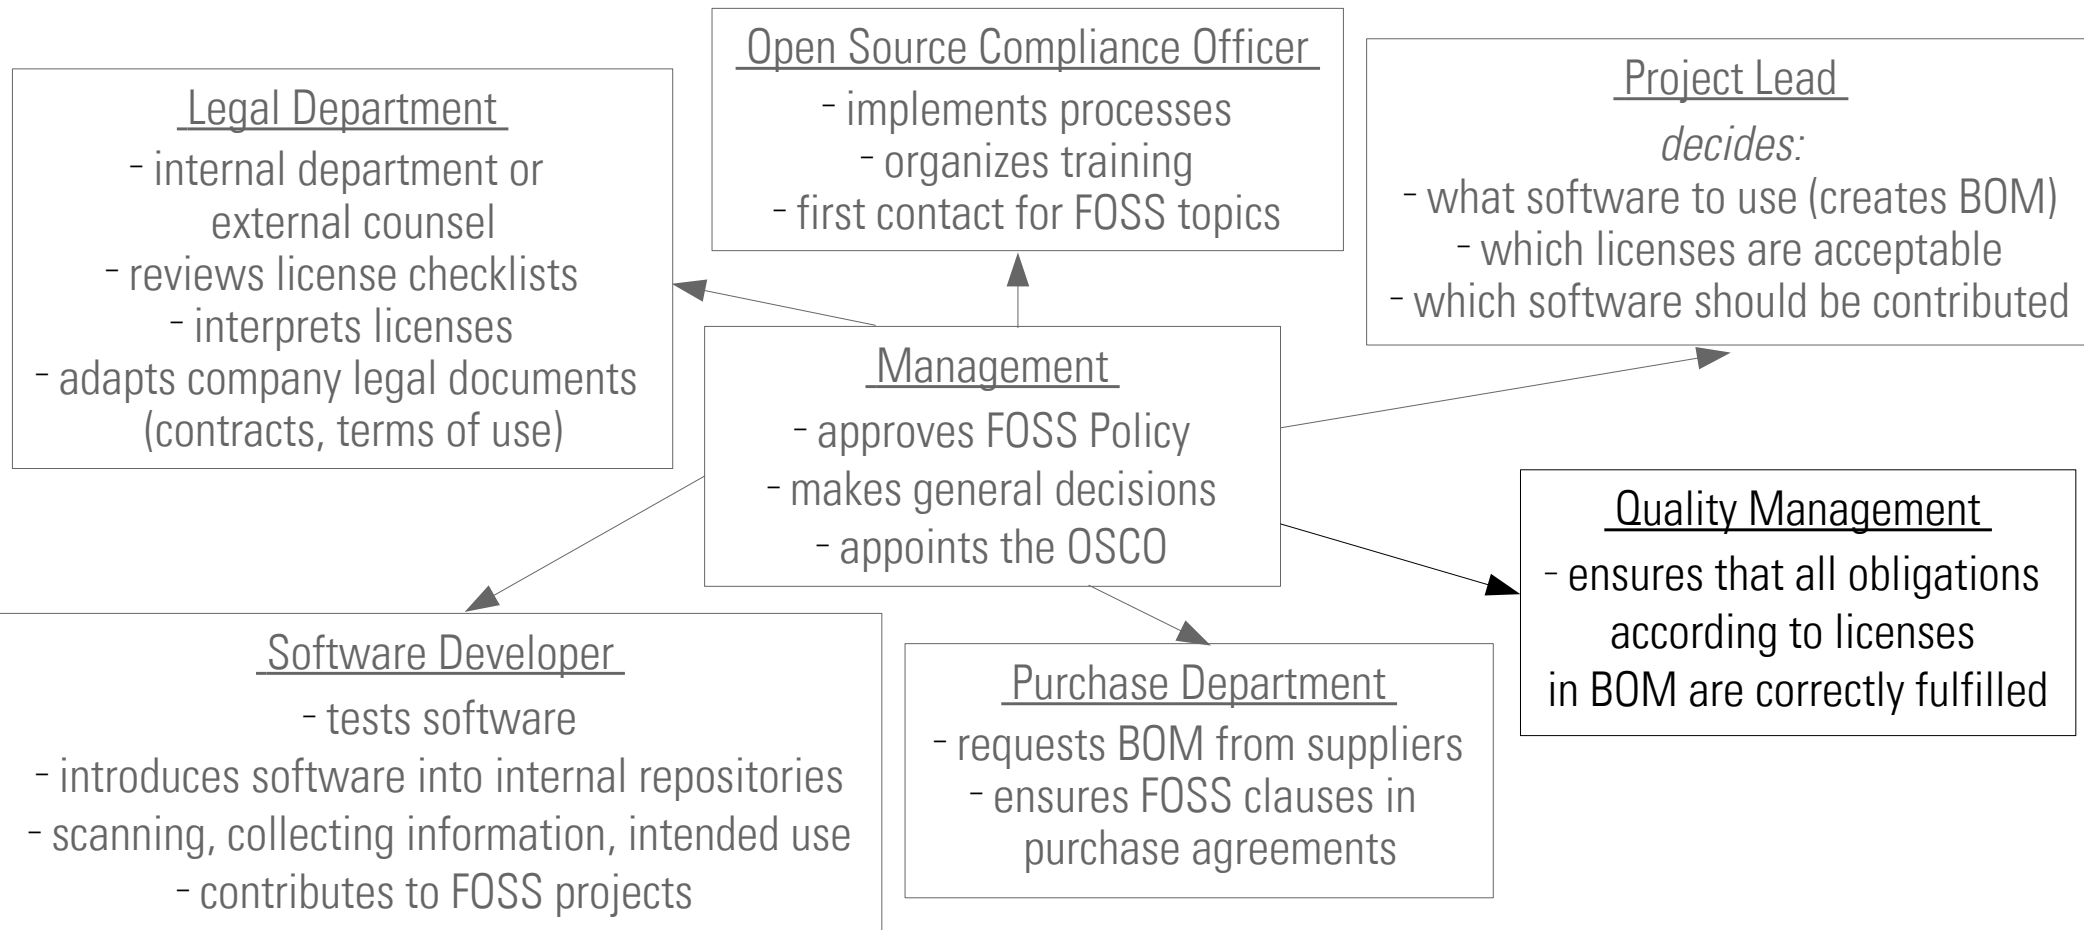 Open Source Compliance Officer
- implements processes
- organizes training
- first contact for FOSS topics
Legal Department
- internal department or
external counsel
- reviews license checklists
- interprets licenses
- adapts company legal documents
(contracts, terms of use)
Project Lead
decides:
- what software to use (creates BOM)
- which licenses are acceptable
- which software should be contributed
Management
- approves FOSS Policy
- makes general decisions
- appoints the OSCO
Quality Management
- ensures that all obligations
according to licenses
in BOM are correctly fulfilled
Software Developer
- tests software
- introduces software into internal repositories
- scanning, collecting information, intended use
- contributes to FOSS projects
Purchase Department
- requests BOM from suppliers
- ensures FOSS clauses in
purchase agreements